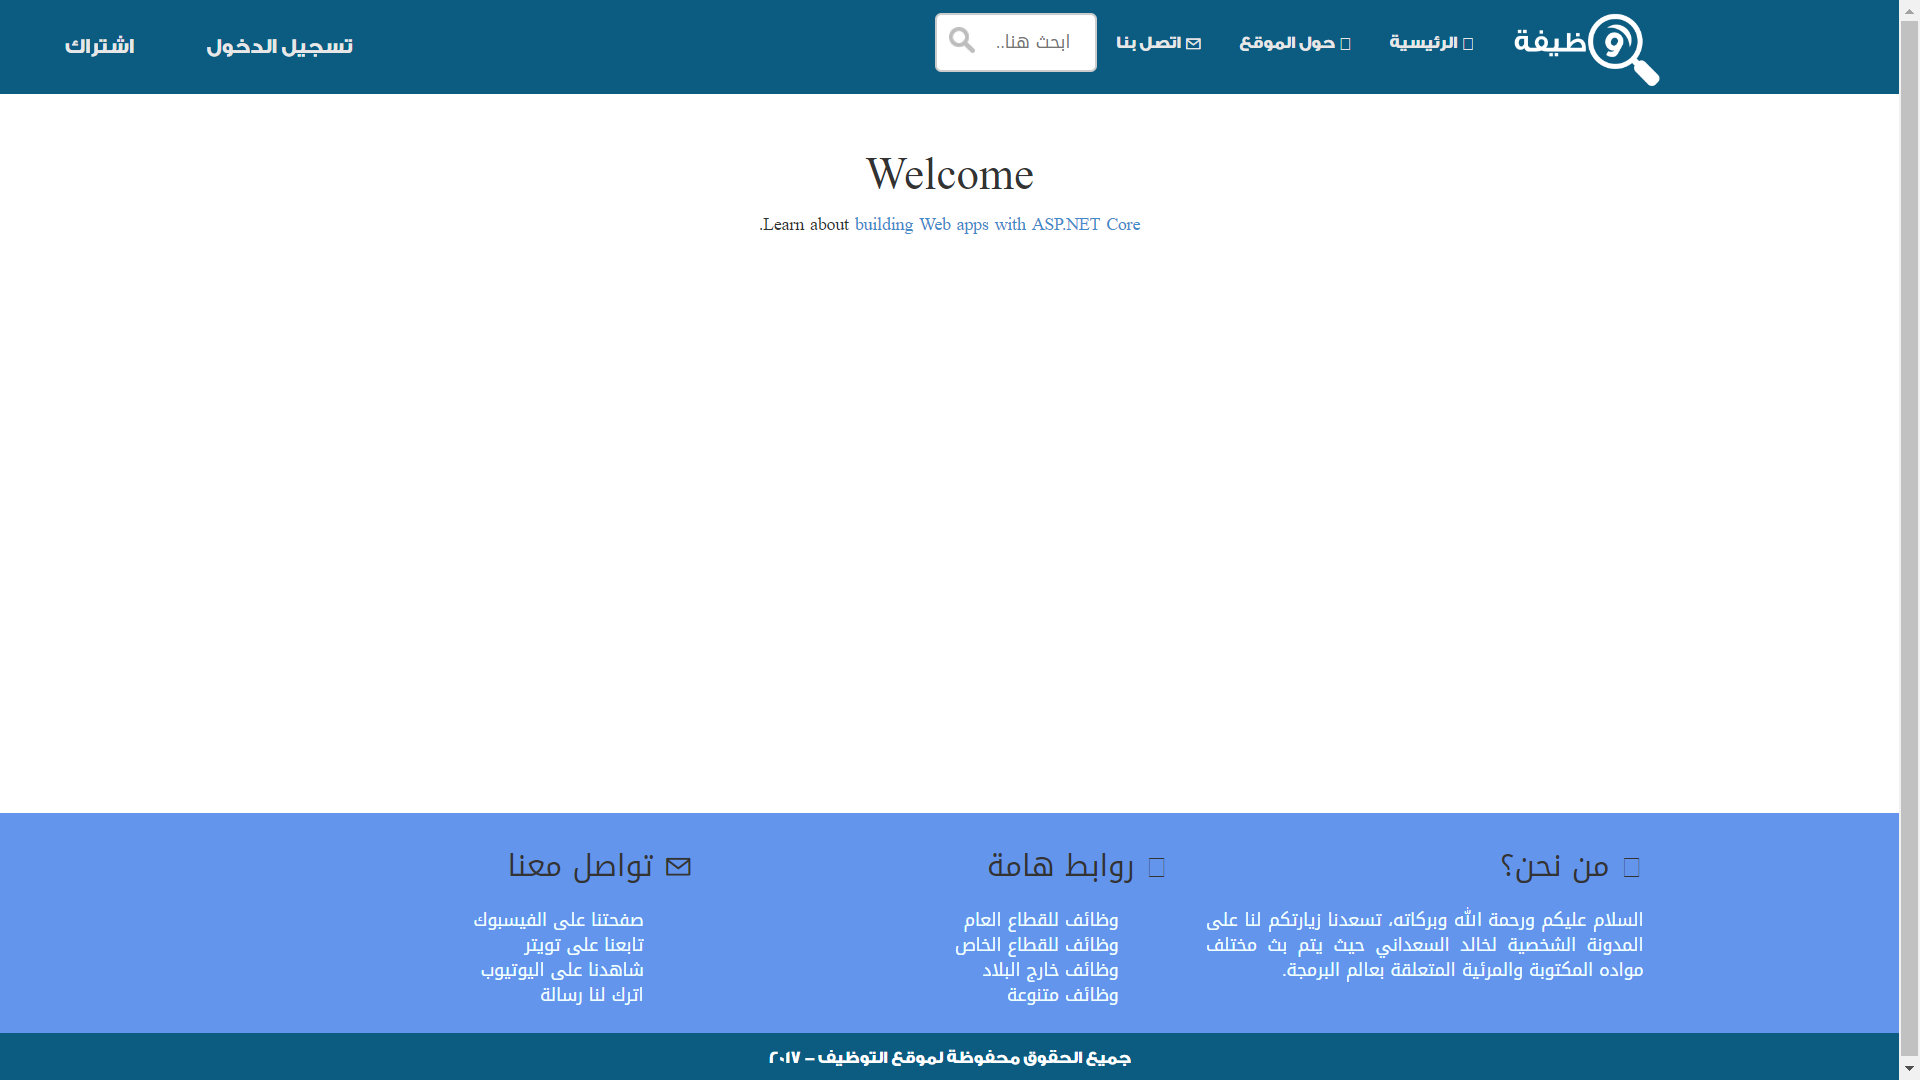 وظيفة
الرئيسية
حول الموقع
اتصل بنا
ابحث هنا..
تسجيل الدخول
اشتراك
Welcome
Learn about building Web apps with ASP.NET Core.
من نحن؟
السلام عليكم ورحمة الله وبركاته، تسعدنا زيارتكم لنا على
المدونة الشخصية لخالد السعداني حيث يتم بث مختلف
مواده المكتوبة والمرئية المتعلقة بعالم البرمجة.
روابط هامة
وظائف للقطاع العام
وظائف للقطاع الخاص
وظائف خارج البلاد
وظائف متنوعة
تواصل معنا
صفحتنا على الفيسبوك
تابعنا على تويتر
شاهدنا على اليوتيوب
اترك لنا رسالة
جميع الحقوق محفوظة لموقع التوظيف - ٢٠١٧